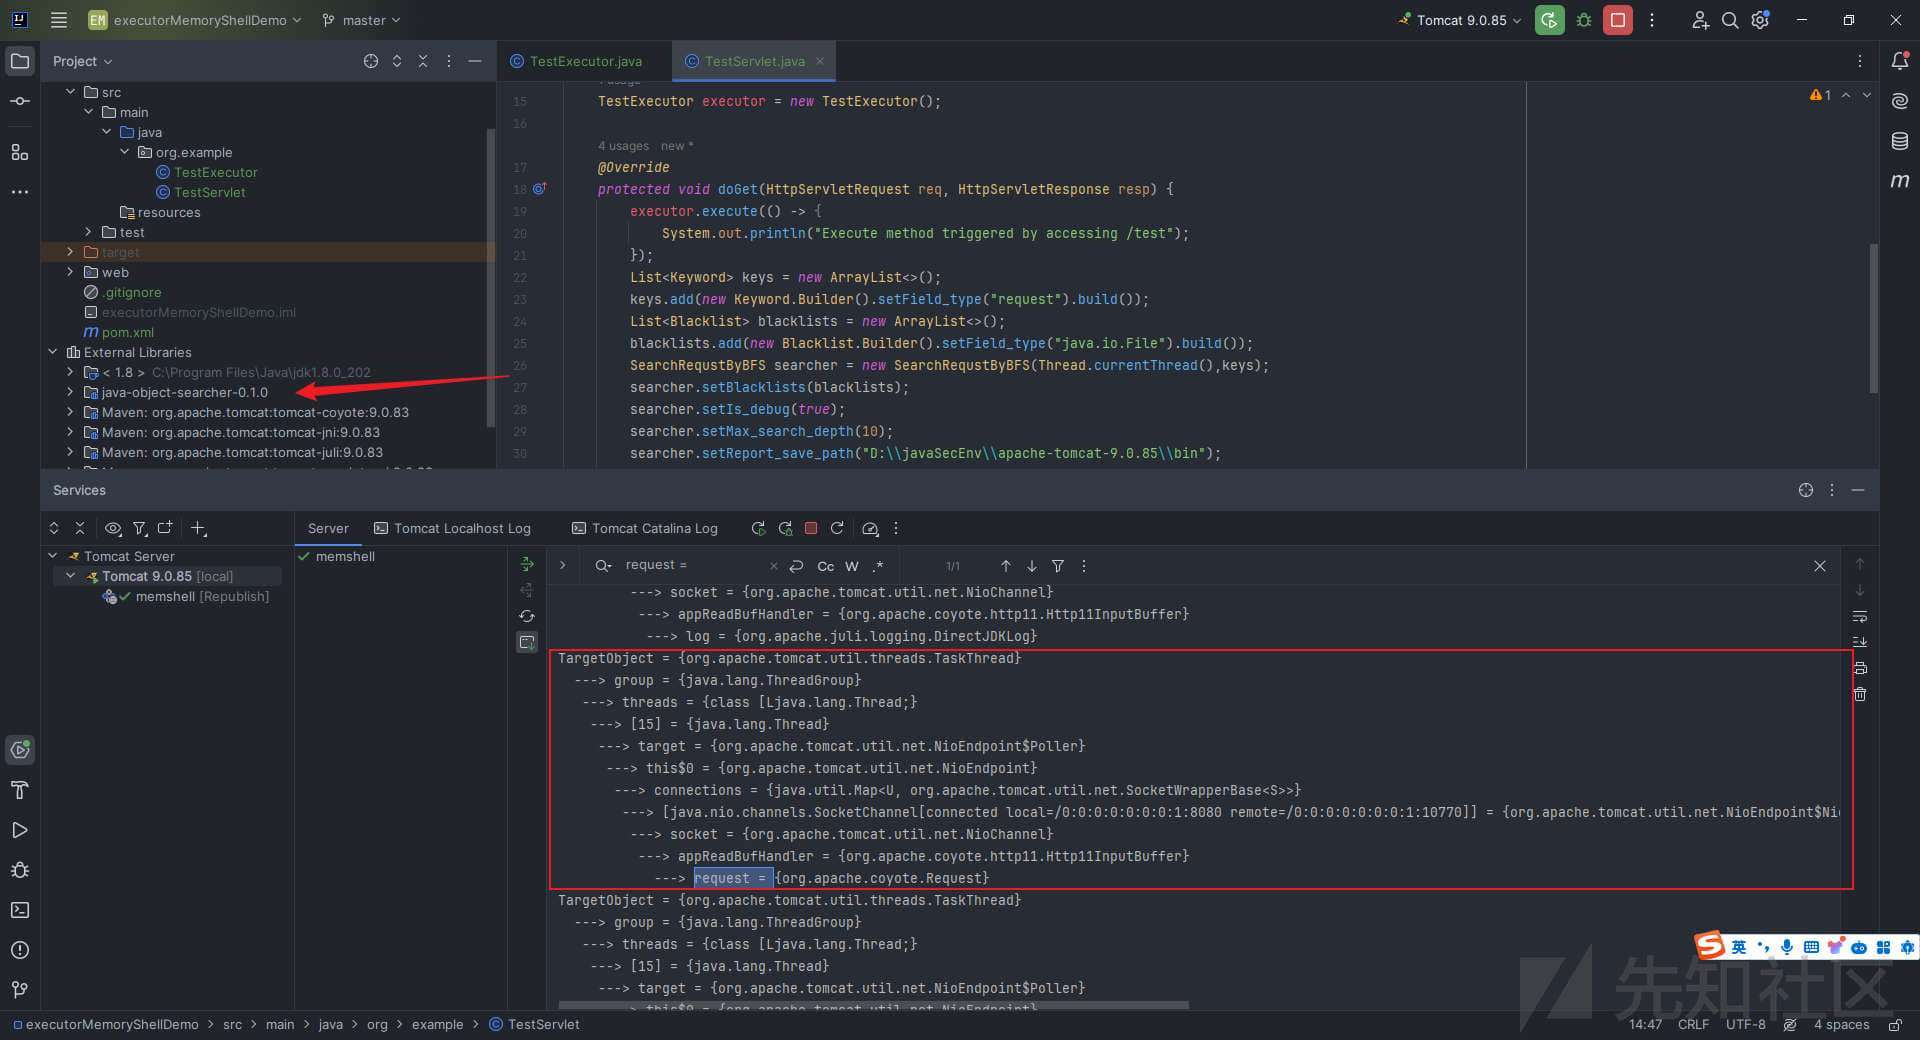 EM executorMemoryShellDemo master Tomcat 9.0.85
Project
src
main
java
org.example
TestExecutor
TestServlet
resources
test
target
web
.gitignore
executorMemoryShellDemo.iml
m pom.xml
External Libraries
< 1.8 > C:\Program Files\Java\jdk1.8.0_202
java-object-searcher-0.1.0
Maven: org.apache.tomcat:tomcat-coyote:9.0.83
Maven: org.apache.tomcat:tomcat-jni:9.0.83
Maven: org.apache.tomcat:tomcat-juli:9.0.83
TestExecutor.java TestServlet.java
1
15 TestExecutor executor = new TestExecutor();
16
4 usages new *
17 @Override
18 protected void doGet(HttpServletRequest req, HttpServletResponse resp) {
19 executor.execute(() -> {
20 System.out.println("Execute method triggered by accessing /test");
21 });
22 List<Keyword> keys = new ArrayList<>();
23 keys.add(new Keyword.Builder().setField_type("request").build());
24 List<Blacklist> blacklists = new ArrayList<>();
25 blacklists.add(new Blacklist.Builder().setField_type("java.io.File").build());
26 SearchRequstByBFS searcher = new SearchRequstByBFS(Thread.currentThread(),keys);
27 searcher.setBlacklists(blacklists);
28 searcher.setIs_debug(true);
29 searcher.setMax_search_depth(10);
30 searcher.setReport_save_path("D:\\javaSecEnv\\apache-tomcat-9.0.85\\bin");
m
Services
Server Tomcat Localhost Log Tomcat Catalina Log
Tomcat Server
Tomcat 9.0.85 [local]
memshell [Republish]
memshell
request = Cc W .* 1/1
---> socket = {org.apache.tomcat.util.net.NioChannel}
---> appReadBufHandler = {org.apache.coyote.http11.Http11InputBuffer}
---> log = {org.apache.juli.logging.DirectJDKLog}
TargetObject = {org.apache.tomcat.util.threads.TaskThread}
---> group = {java.lang.ThreadGroup}
---> threads = {class [Ljava.lang.Thread;}
---> [15] = {java.lang.Thread}
---> target = {org.apache.tomcat.util.net.NioEndpoint$Poller}
---> this$0 = {org.apache.tomcat.util.net.NioEndpoint}
---> connections = {java.util.Map<U, org.apache.tomcat.util.net.SocketWrapperBase<S>>}
---> [java.nio.channels.SocketChannel[connected local=/0:0:0:0:0:0:0:1:8080 remote=/0:0:0:0:0:0:0:1:10770]] = {org.apache.tomcat.util.net.NioEndpoint$Ni
---> socket = {org.apache.tomcat.util.net.NioChannel}
---> appReadBufHandler = {org.apache.coyote.http11.Http11InputBuffer}
---> request = {org.apache.coyote.Request}
TargetObject = {org.apache.tomcat.util.threads.TaskThread}
---> group = {java.lang.ThreadGroup}
---> threads = {class [Ljava.lang.Thread;}
---> [15] = {java.lang.Thread}
---> target = {org.apache.tomcat.util.net.NioEndpoint$Poller}
---> this$0 = {org.apache.tomcat.util.net.NioEndpoint}
S 英
先知社区
executorMemoryShellDemo > src > main > java > org > example > TestServlet
14:47 CRLF UTF-8 4 spaces